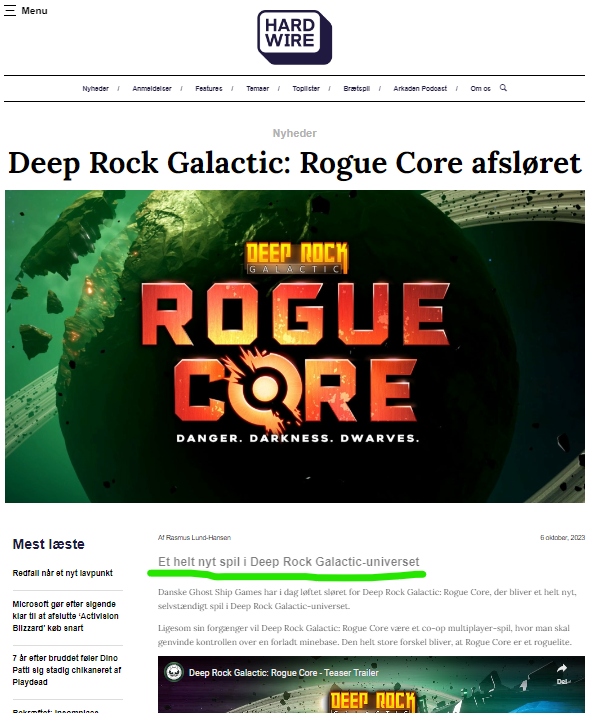 Menu
HARD
WIRE
Nyheder / Anmeldelser / Features / Temaer / Toplister / Brætspil / Arkaden Podcast / Om os
Nyheder
Deep Rock Galactic: Rogue Core afsløret
DEEP ROCK
GALACTIC
ROGUE
CORE
DANGER. DARKNESS. DWARVES.
Mest læste
Redfall når et nyt lavpunkt
Microsoft gør efter sigende
klar til at afslutte ‘Activision
Blizzard’ køb snart
7 år efter bruddet føler Dino
Patti sig stadig chikaneret af
Playdead
Af Rasmus Lund-Hansen
6 oktober, 2023
Et helt nyt spil i Deep Rock Galactic-universet
Danske Ghost Ship Games har i dag løftet sløret for Deep Rock Galactic: Rogue Core, der bliver et helt nyt,
selvstændigt spil i Deep Rock Galactic-universet.
Ligesom sin forgænger vil Deep Rock Galactic: Rogue Core være et co-op multiplayer-spil, hvor man skal
genvinde kontrollen over en forladt minebase. Den helt store forskel bliver, at Rogue Core er et roguelite.
Deep Rock Galactic: Rogue Core - Teaser Trailer
Del
DEEP ROCK